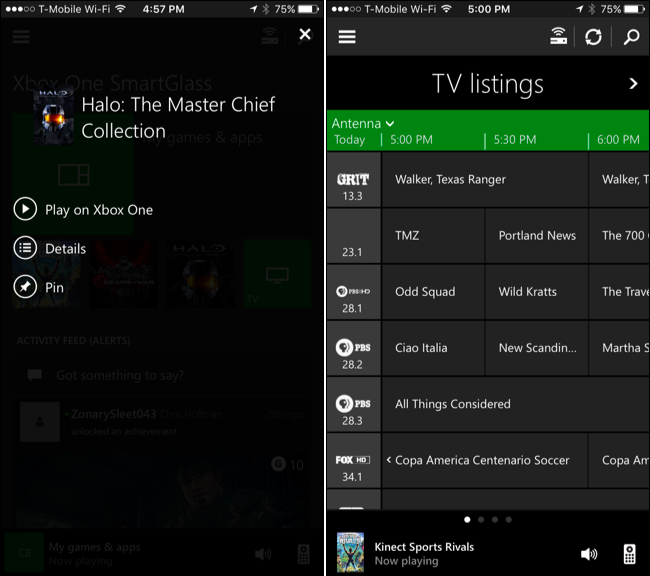 T-Mobile Wi-Fi 4:57 PM 75%
Xbox One SmartGlass
HALO
Halo: The Master Chief
Collection
My games & apps
Play on Xbox One
Details
Pin
HALO
TV
ACTIVITY FEED (ALERTS)
Got something to say?
ZonarySleet043 Chris Hoffman
unlocked an achievement
G 10
My games & apps
Now playing
T-Mobile Wi-Fi 5:00 PM 75%
TV listings
Antenna
Today 5:00 PM 5:30 PM 6:00 PM
GRIT
13.3
Walker, Texas Ranger
Walker, T
23.1
TMZ
Portland News
The 700
PBS HD
28.1
Odd Squad
Wild Kratts
The Trave
PBS
28.2
Ciao Italia
New Scandin...
Martha S
PBS
28.3
All Things Considered
FOX HD
34.1
< Copa America Centenario Soccer
Copa Am
Kinect Sports Rivals
Now playing